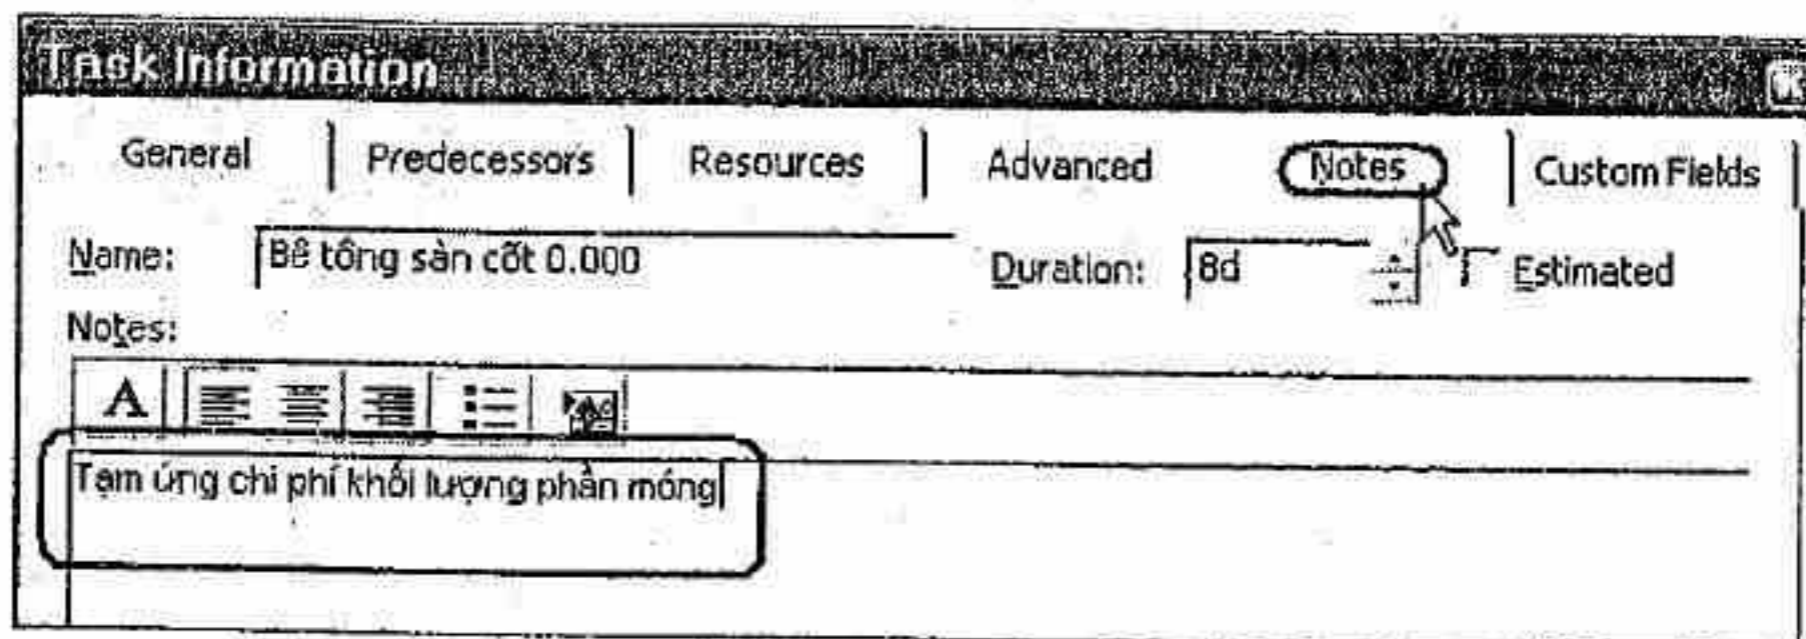 Task Information
General Predecessors Resources Advanced Notes Custom Fields
Name: Bê tông sàn cốt 0.000 Duration: 8d Estimated
Notes:
A
Tạm ứng chi phí khối lượng phần móng